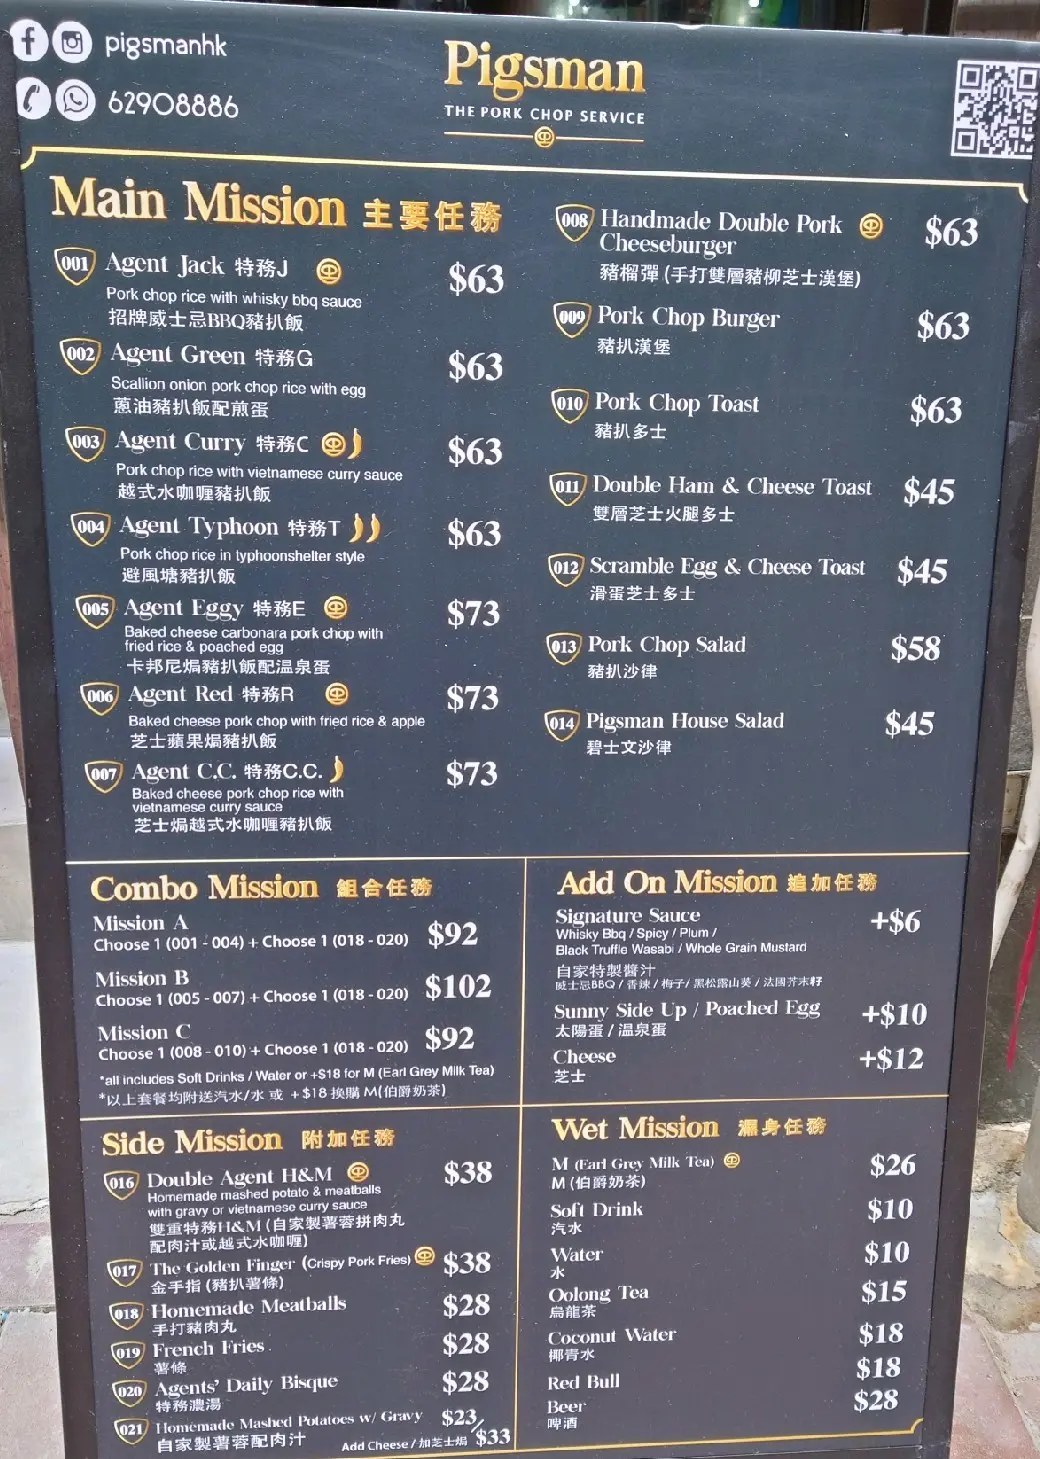 pigsmanhk
62908886
Pigsman
THE PORK CHOP SERVICE
Main Mission 主要任務
001 Agent Jack 特務J $63
Pork chop rice with whisky bbq sauce
招牌威士忌BBQ豬扒飯
002 Agent Green 特務G $63
Scallion onion pork chop rice with egg
蔥油豬扒飯配煎蛋
003 Agent Curry 特務C $63
Pork chop rice with vietnamese curry sauce
越式水咖喱豬扒飯
004 Agent Typhoon 特務T $63
Pork chop rice in typhoonshelter style
避風塘豬扒飯
005 Agent Eggy 特務E $73
Baked cheese carbonara pork chop with
fried rice & poached egg
卡邦尼焗豬扒飯配溫泉蛋
006 Agent Red 特務R $73
Baked cheese pork chop with fried rice & apple
芝士蘋果焗豬扒飯
007 Agent C.C. 特務C.C. $73
Baked cheese pork chop rice with
vietnamese curry sauce
芝士焗越式水咖喱豬扒飯
008 Handmade Double Pork $63
Cheeseburger
豬榴彈 (手打雙層豬柳芝士漢堡)
009 Pork Chop Burger $63
豬扒漢堡
010 Pork Chop Toast $63
豬扒多士
011 Double Ham & Cheese Toast $45
雙層芝士火腿多士
012 Scramble Egg & Cheese Toast $45
滑蛋芝士多士
013 Pork Chop Salad $58
豬扒沙律
014 Pigsman House Salad $45
碧士文沙律
Combo Mission 組合任務
Mission A
Choose 1 (001 - 004) + Choose 1 (018 - 020) $92
Mission B
Choose 1 (005 - 007) + Choose 1 (018 - 020) $102
Mission C
Choose 1 (008 - 010) + Choose 1 (018 - 020) $92
*all includes Soft Drinks / Water or +$18 for M (Earl Grey Milk Tea)
*以上套餐均附送汽水/水 或 +$18 換購 M(伯爵奶茶)
Add On Mission 追加任務
Signature Sauce +$6
Whisky Bbq / Spicy / Plum /
Black Truffle Wasabi / Whole Grain Mustard
自家特製醬汁
威士忌BBQ / 香辣 / 梅子 / 黑松露山葵 / 法國芥末籽
Sunny Side Up / Poached Egg +$10
太陽蛋 / 溫泉蛋
Cheese +$12
芝士
Side Mission 附加任務
016 Double Agent H&M $38
Homemade mashed potato & meatballs
with gravy or vietnamese curry sauce
雙重特務H&M (自家製薯蓉拼肉丸
配肉汁或越式水咖喱)
017 The Golden Finger (Crispy Pork Fries) $38
金手指 (豬扒薯條)
018 Homemade Meatballs $28
手打豬肉丸
019 French Fries $28
薯條
020 Agents' Daily Bisque $28
特務濃湯
021 Homemade Mashed Potatoes w/ Gravy $23
自家製薯蓉配肉汁 Add Cheese / 加芝士焗 $33
Wet Mission 濕身任務
M (Earl Grey Milk Tea) $26
M (伯爵奶茶)
Soft Drink $10
汽水
Water $10
水
Oolong Tea $15
烏龍茶
Coconut Water $18
椰青水
Red Bull $18
Beer $28
啤酒